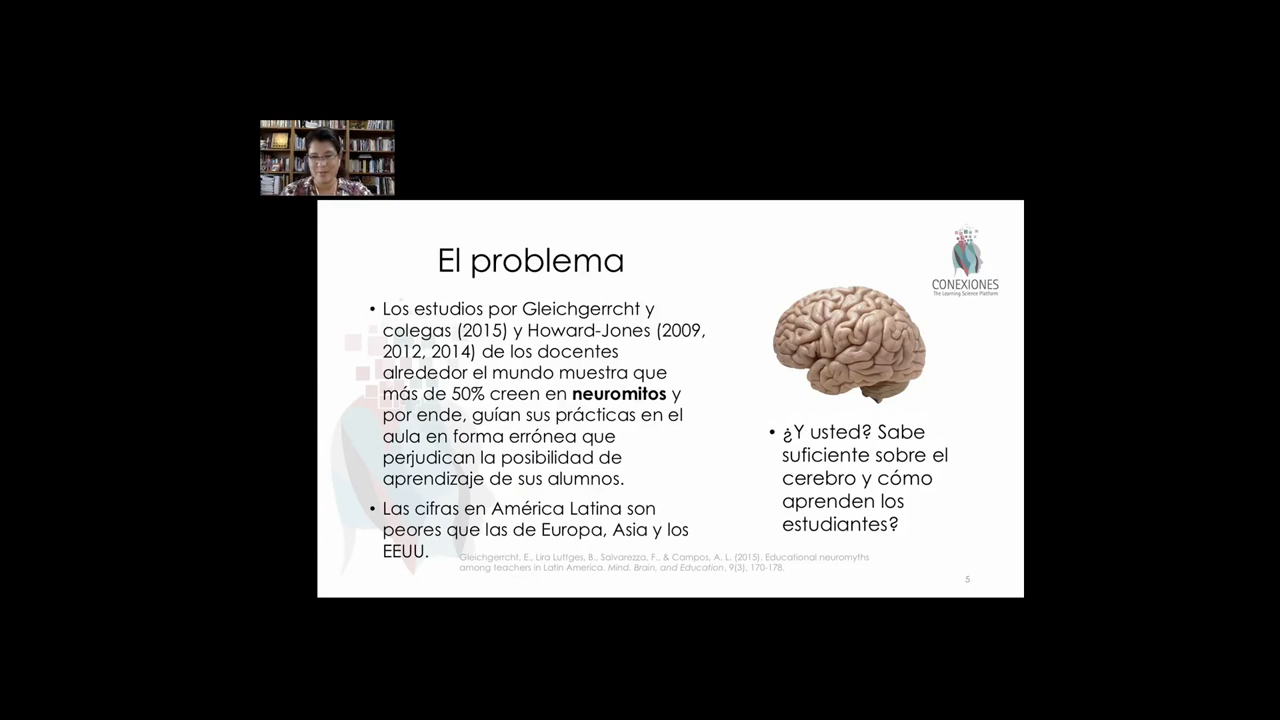 El problema
CONEXIONES
The Learning Science Platform
• Los estudios por Gleichgerrcht y
colegas (2015) y Howard-Jones (2009,
2012, 2014) de los docentes
alrededor el mundo muestra que
más de 50% creen en neuromitos y
por ende, guían sus prácticas en el
aula en forma errónea que
perjudican la posibilidad de
aprendizaje de sus alumnos.
• Las cifras en América Latina son
peores que las de Europa, Asia y los
EEUU.
• ¿Y usted? Sabe
suficiente sobre el
cerebro y cómo
aprenden los
estudiantes?
Gleichgerrcht, E., Lira Luttges, B., Salvarezza, F., & Campos, A. L. (2015). Educational neuromyths
among teachers in Latin America. Mind, Brain, and Education, 9(3), 170-178.
5